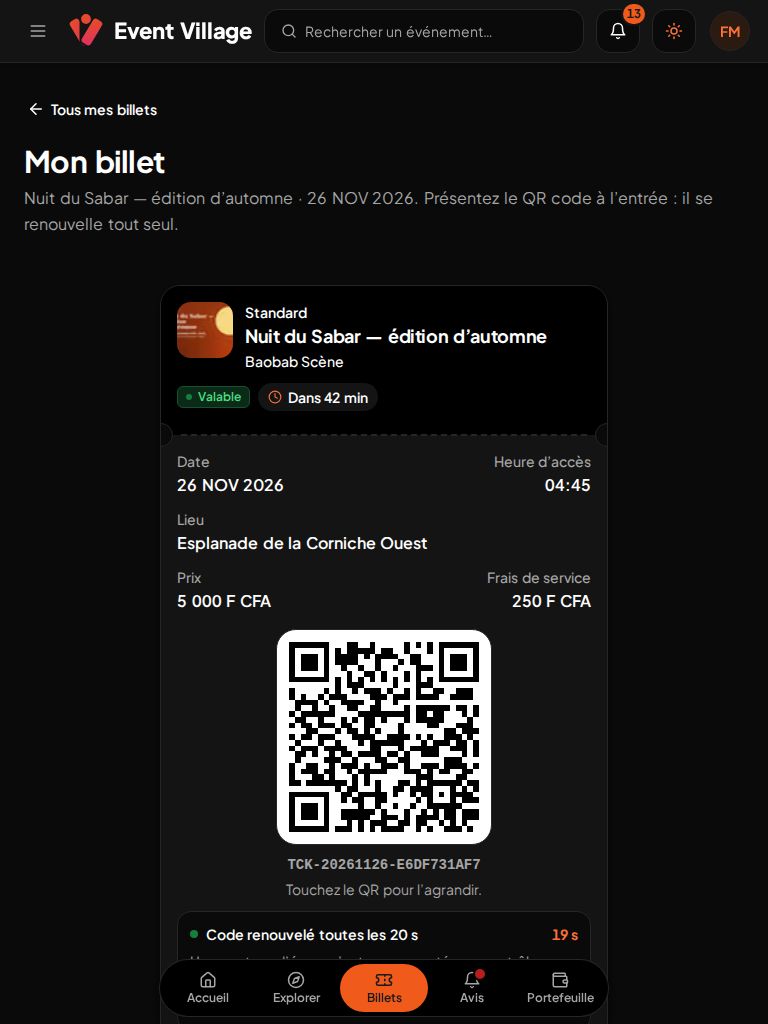 Event Village
Rechercher un événement…
13
FM
Tous mes billets
Mon billet
Nuit du Sabar — édition d’automne · 26 NOV 2026. Présentez le QR code à l’entrée : il se
renouvelle tout seul.
Standard
Nuit du Sabar — édition d’automne
Baobab Scène
Valable
Dans 42 min
Date
Heure d’accès
26 NOV 2026
04:45
Lieu
Esplanade de la Corniche Ouest
Prix
Frais de service
5 000 F CFA
250 F CFA
TCK-20261126-E6DF731AF7
Touchez le QR pour l’agrandir.
Code renouvelé toutes les 20 s
19 s
Accueil
Explorer
Billets
Avis
Portefeuille